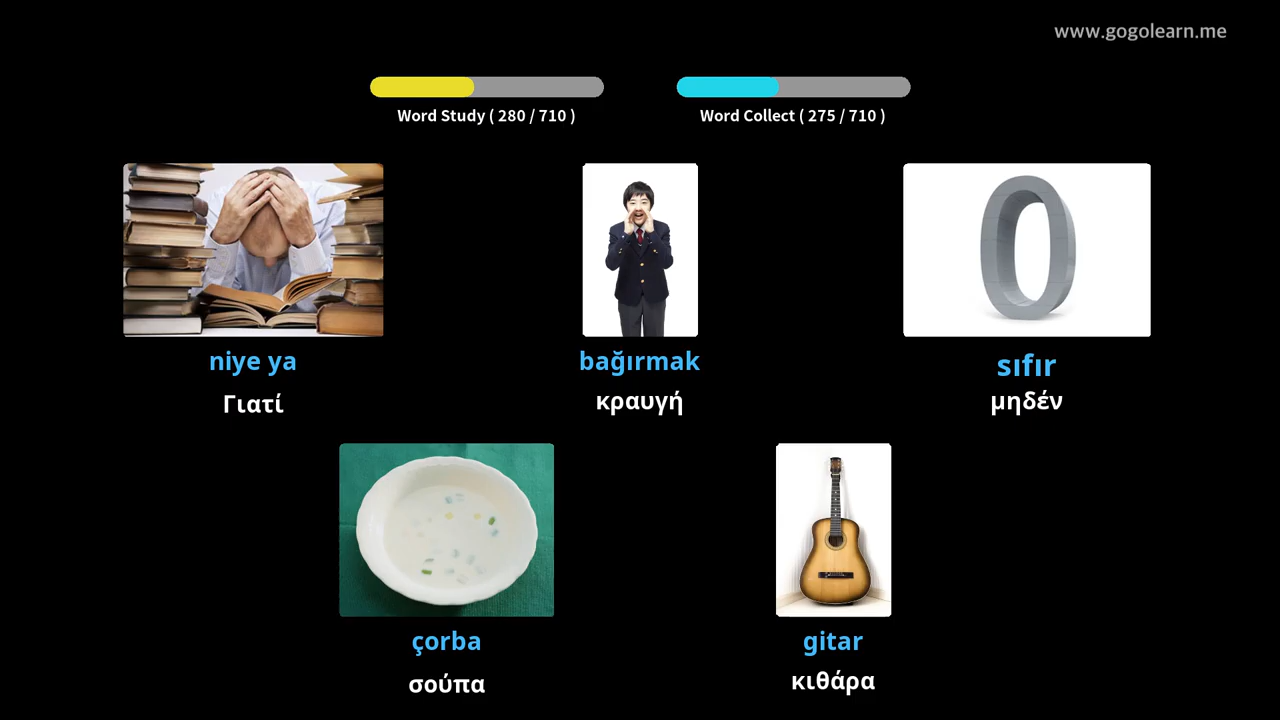 www.gogolearn.me
Word Study ( 280 / 710 )
Word Collect ( 275 / 710 )
niye ya
Γιατί
bağırmak
κραυγή
sıfır
μηδέν
çorba
σούπα
gitar
κιθάρα